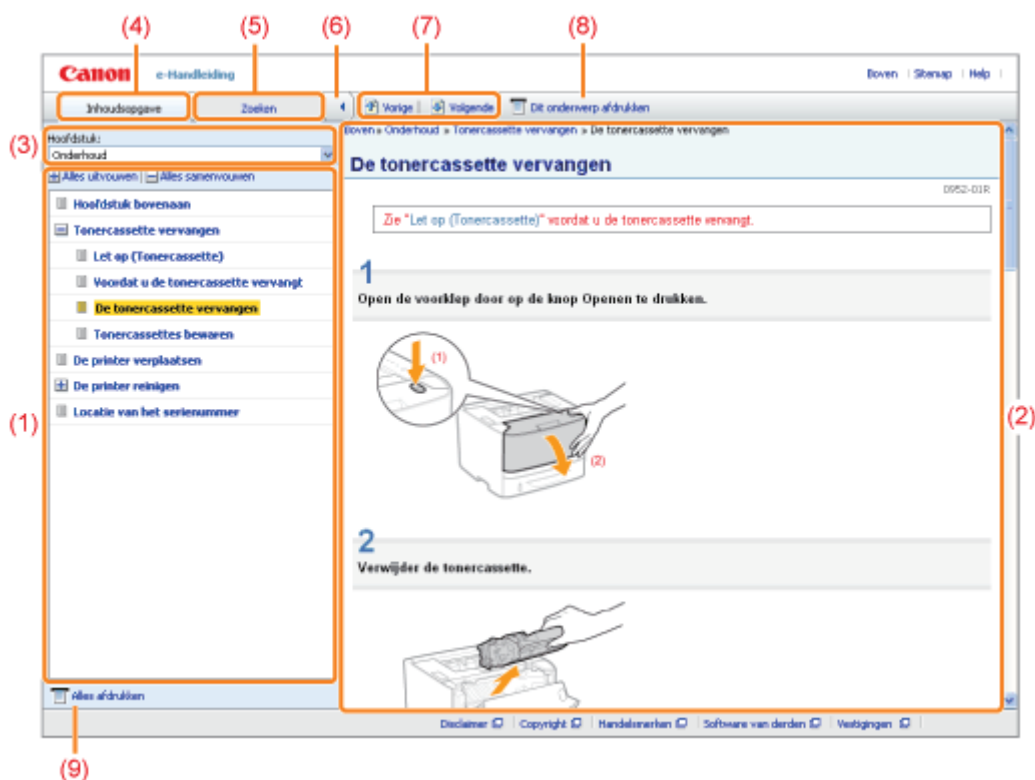 (4) (5) (6) (7) (8)
Canon e-Handleiding Boven Sitemap Help
Inhoudsopgave Zoeken Vorige Volgende Dit onderwerp afdrukken
(3)
Hoofdstuk:
Onderhoud
Boven » Onderhoud » Tonercassette vervangen » De tonercassette vervangen
Alles uitvouwen | Alles samenvouwen
De tonercassette vervangen
0952-01R
Hoofdstuk bovenaan
Tonercassette vervangen
Let op (Tonercassette)
Voordat u de tonercassette vervangt
De tonercassette vervangen
Tonercassettes bewaren
De printer verplaatsen
De printer reinigen
Locatie van het serienummer
(1)
Zie "Let op (Tonercassette)" voordat u de tonercassette vervangt.
1
Open de voorklep door op de knop Openen te drukken.
(1)
(2)
(2)
2
Verwijder de tonercassette.
Alles afdrukken
Disclaimer Copyright Handelsmerken Software van derden Vestigingen
(9)